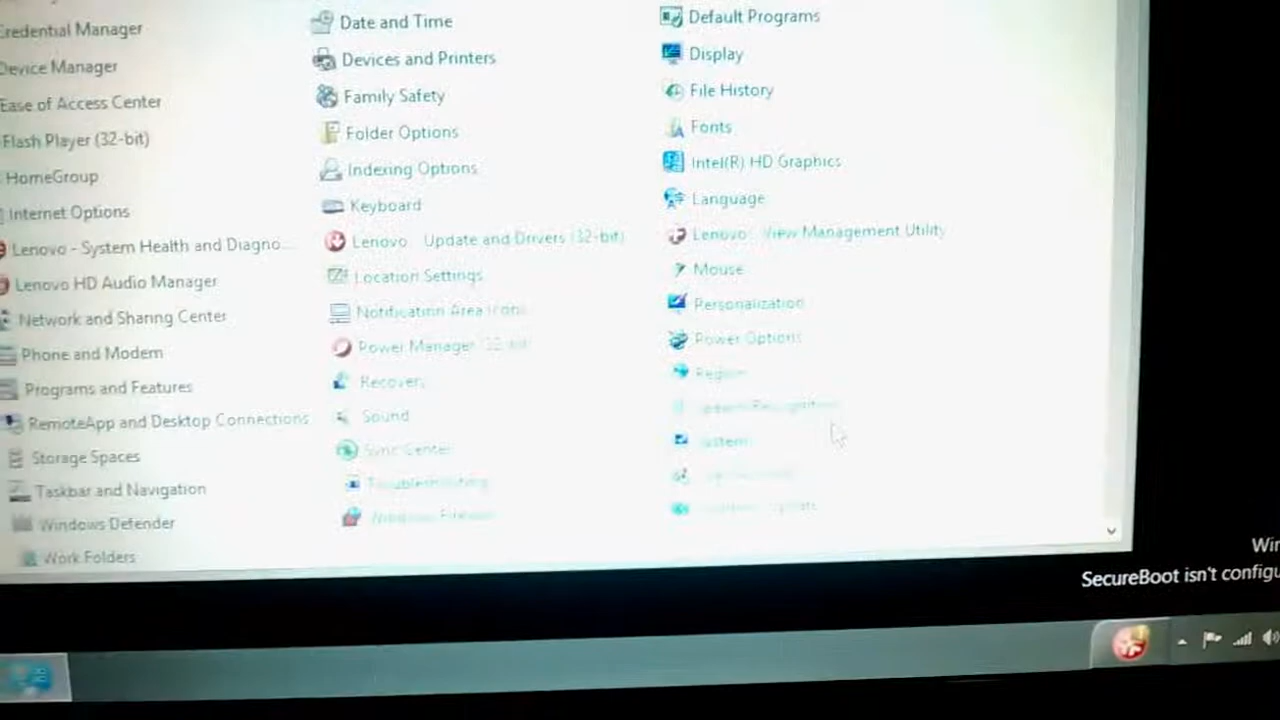 Credential Manager
Date and Time
Default Programs
Device Manager
Devices and Printers
Display
Ease of Access Center
Family Safety
File History
Flash Player (32-bit)
Folder Options
Fonts
HomeGroup
Indexing Options
Intel(R) HD Graphics
Internet Options
Keyboard
Language
Lenovo - System Health and Diagno...
Lenovo - Update and Drivers (32-bit)
Lenovo - View Management Utility
Lenovo HD Audio Manager
Location Settings
Mouse
Network and Sharing Center
Notification Area Icons
Personalization
Phone and Modem
Power Manager (32-bit)
Power Options
Programs and Features
Recovery
Region
RemoteApp and Desktop Connections
Sound
Speech Recognition
Storage Spaces
Sync Center
System
Taskbar and Navigation
Troubleshooting
Windows Defender
Windows Firewall
Work Folders
Win
SecureBoot isn't configu